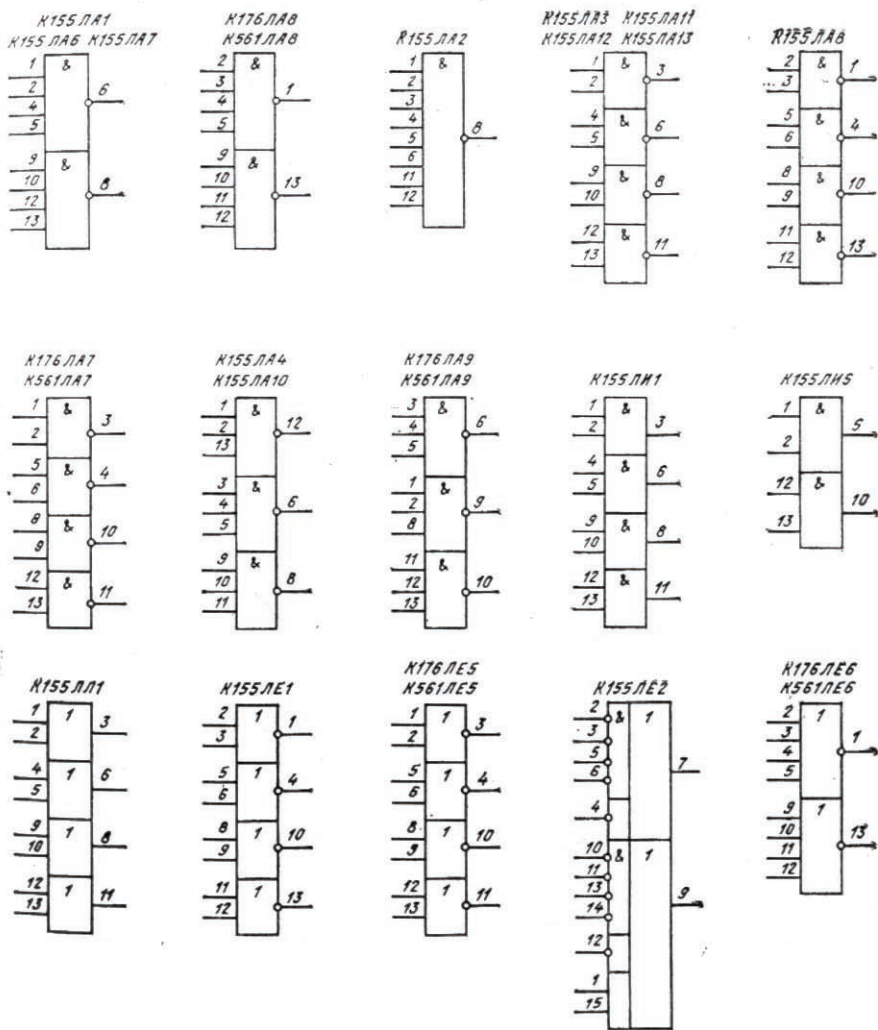 К155ЛА1
К155ЛА6 К155ЛА7
1 & 6
2
4
5
9 &
10 8
12
13
К176ЛА8
К561ЛА8
2 &
3 1
4
5
9 &
10
11 13
12
К155ЛА2
1 &
2
3
4
5 8
6
11
12
К155ЛА3 К155ЛА11
К155ЛА12 К155ЛА13
1 & 3
2
4 & 6
5
9 & 8
10
12 & 11
13
К155ЛА8
2 & 1
3
5 & 4
6
8 & 10
9
11 & 13
12
К176ЛА7
К561ЛА7
1 & 3
2
5 & 4
6
8 & 10
9
12 & 11
13
К155ЛА4
К155ЛА10
1 & 12
2
13
3 & 6
4
5
9 & 8
10
11
К176ЛА9
К561ЛА9
3 & 6
4
5
1 & 9
2
8
11 & 10
12
13
К155ЛИ1
1 & 3
2
4 & 6
5
9 & 8
10
12 & 11
13
К155ЛИ5
1 & 5
2
12 & 10
13
К155ЛЛ1
1 1 3
2
4 1 6
5
9 1 8
10
12 1 11
13
К155ЛЕ1
2 1 1
3
5 1 4
6
8 1 10
9
11 1 13
12
К176ЛЕ5
К561ЛЕ5
1 1 3
2
5 1 4
6
8 1 10
9
12 1 11
13
К155ЛЕ2
2 & 1
3
5
6 7
4
10 & 1
11
13
14 9
12
1
15
К176ЛЕ6
К561ЛЕ6
2 1
3 1
4
5
9 1
10
11 13
12